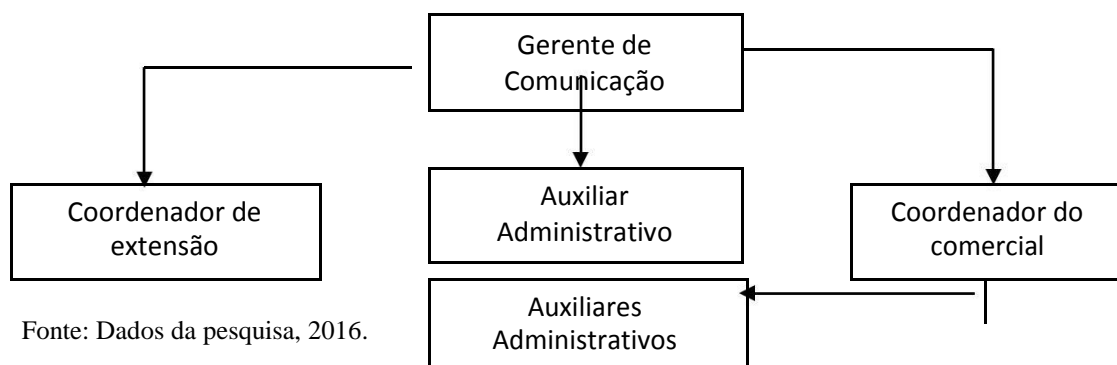 Gerente de
Comunicação
Coordenador de
extensão
Auxiliar
Administrativo
Coordenador do
comercial
Auxiliares
Administrativos
Fonte: Dados da pesquisa, 2016.